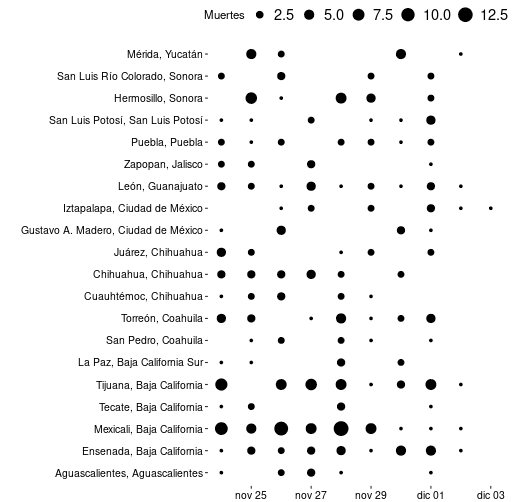 Muertes 2.5 5.0 7.5 10.0 12.5
Mérida, Yucatán
San Luis Río Colorado, Sonora
Hermosillo, Sonora
San Luis Potosí, San Luis Potosí
Puebla, Puebla
Zapopan, Jalisco
León, Guanajuato
Iztapalapa, Ciudad de México
Gustavo A. Madero, Ciudad de México
Juárez, Chihuahua
Chihuahua, Chihuahua
Cuauhtémoc, Chihuahua
Torreón, Coahuila
San Pedro, Coahuila
La Paz, Baja California Sur
Tijuana, Baja California
Tecate, Baja California
Mexicali, Baja California
Ensenada, Baja California
Aguascalientes, Aguascalientes
nov 25 nov 27 nov 29 dic 01 dic 03